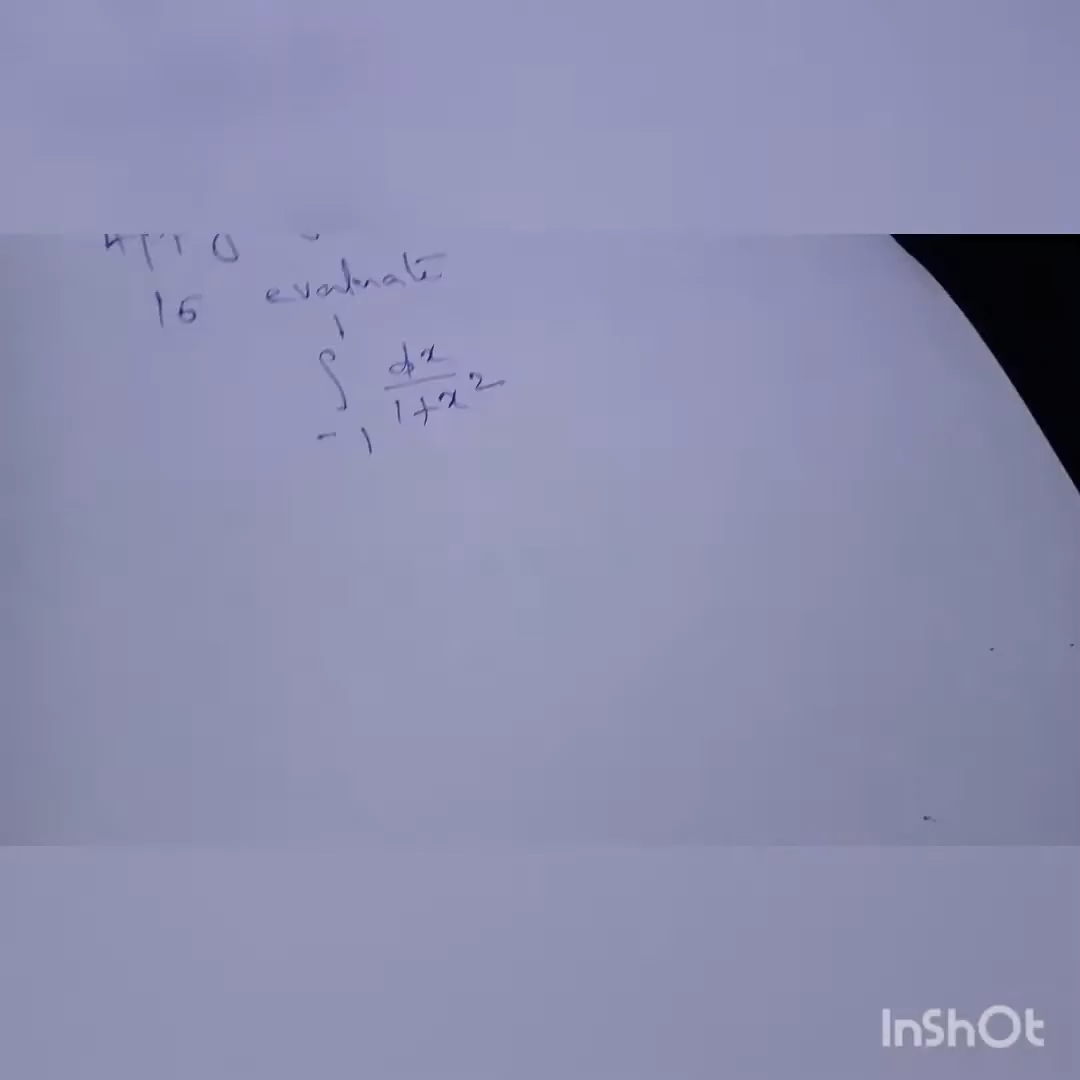 15 evaluate
∫₋₁¹ dx/(1+x²)
InShOt